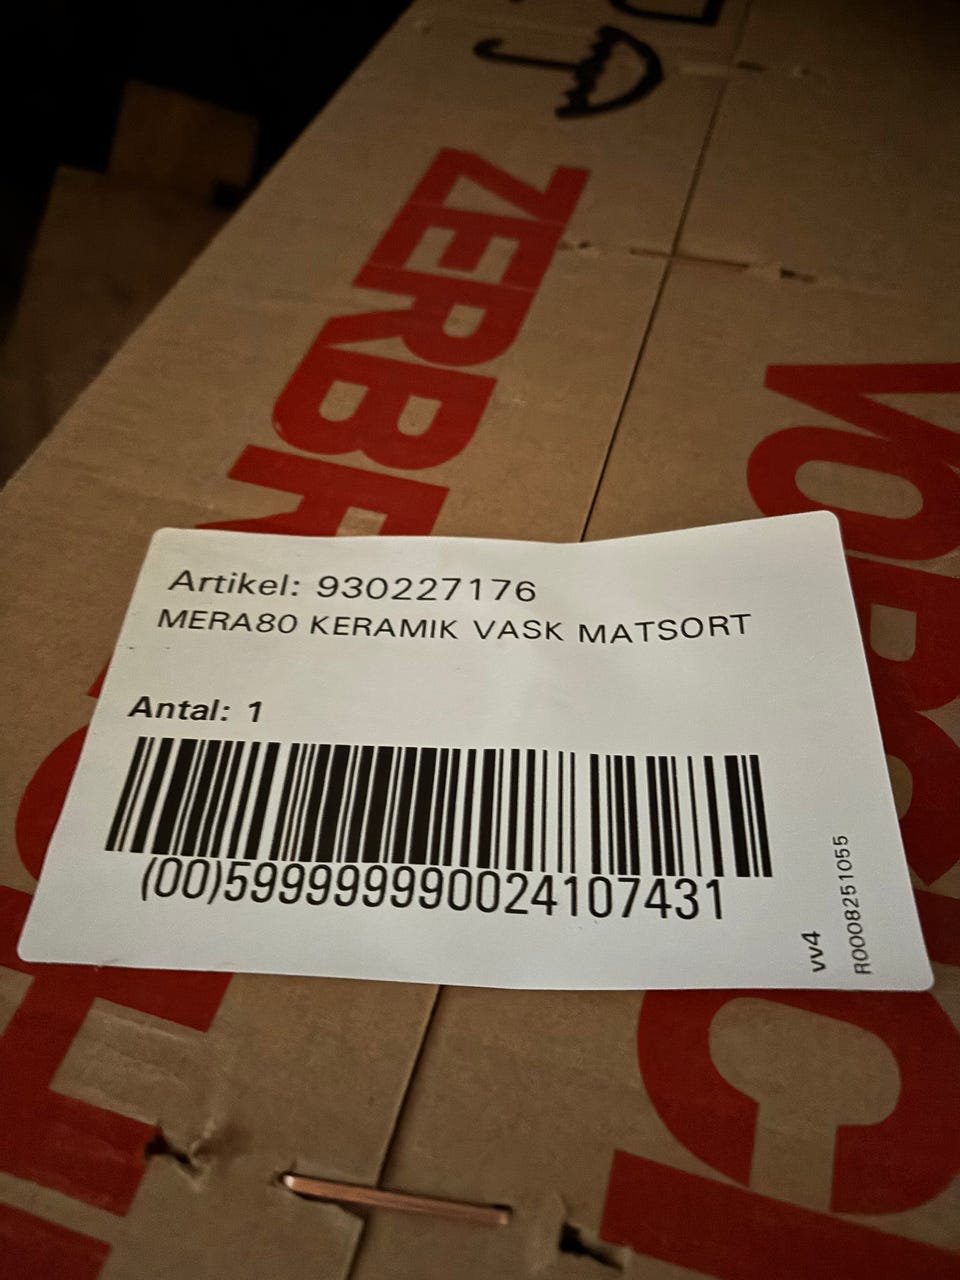 Artikel: 930227176
MERA80 KERAMIK VASK MATSORT
Antal: 1
(00)599999990024107431
vv4
R0008251055